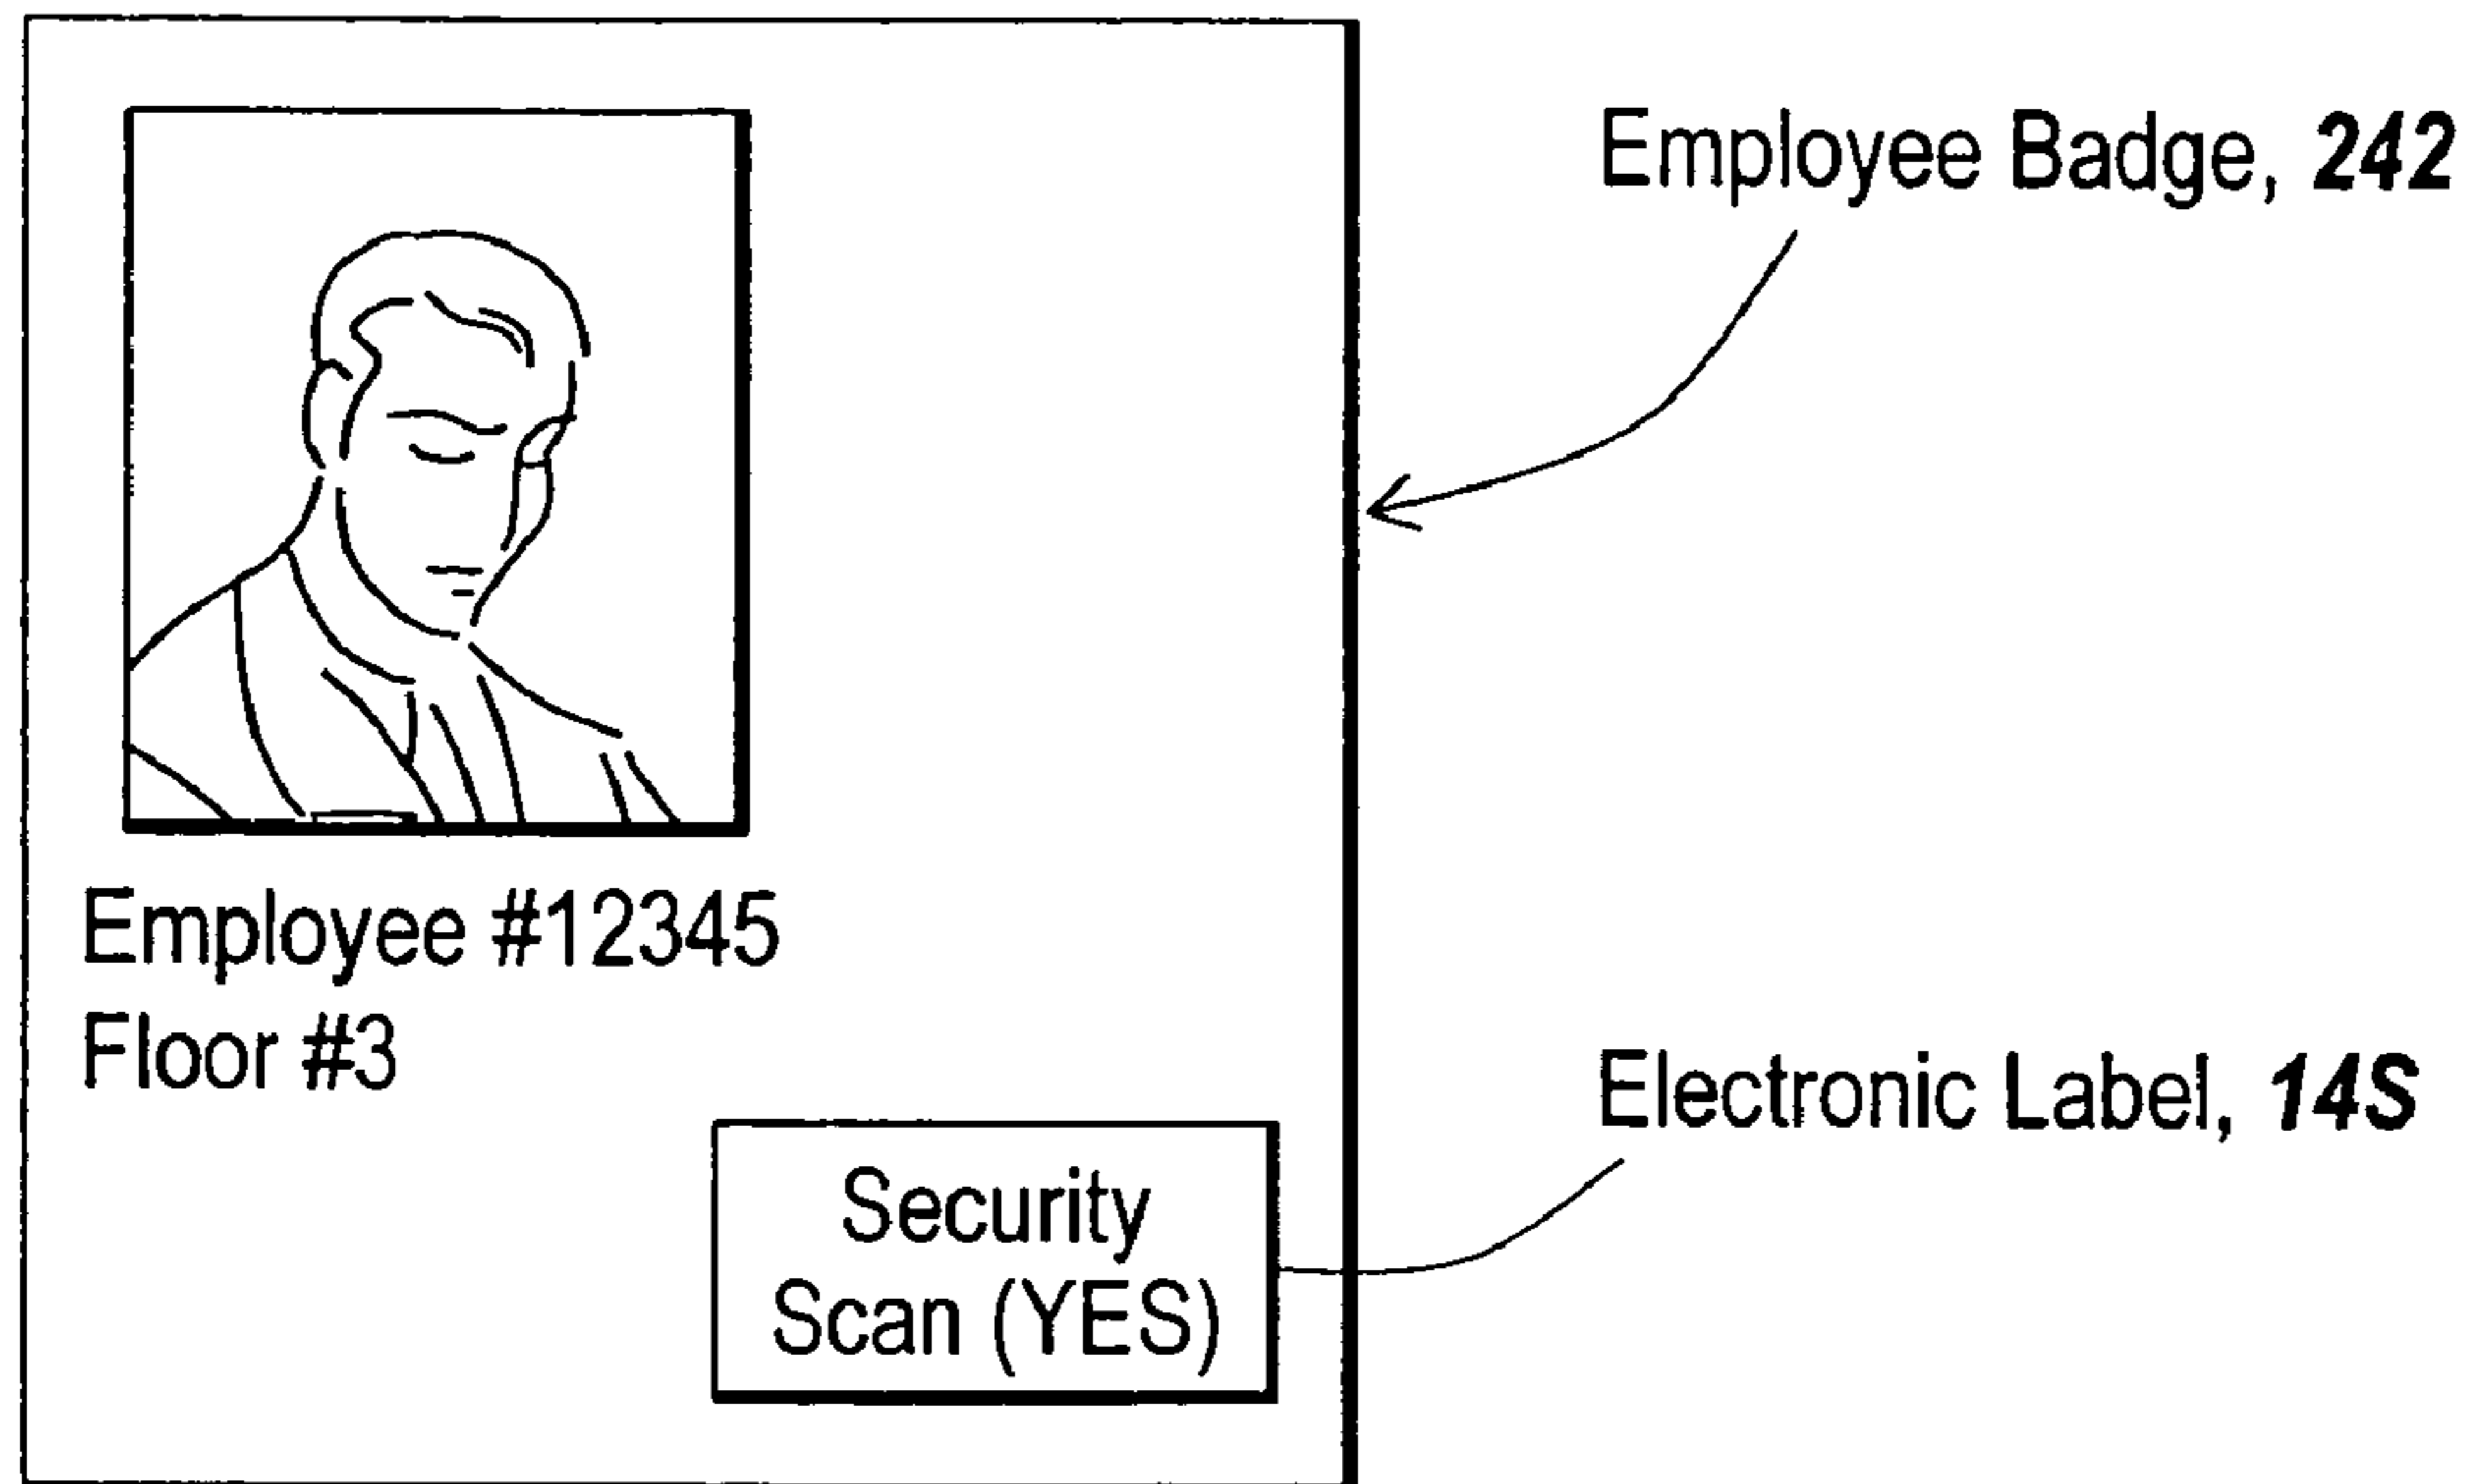 Employee Badge, 242
Employee #12345
Floor #3
Electronic Label, 14S
Security
Scan (YES)